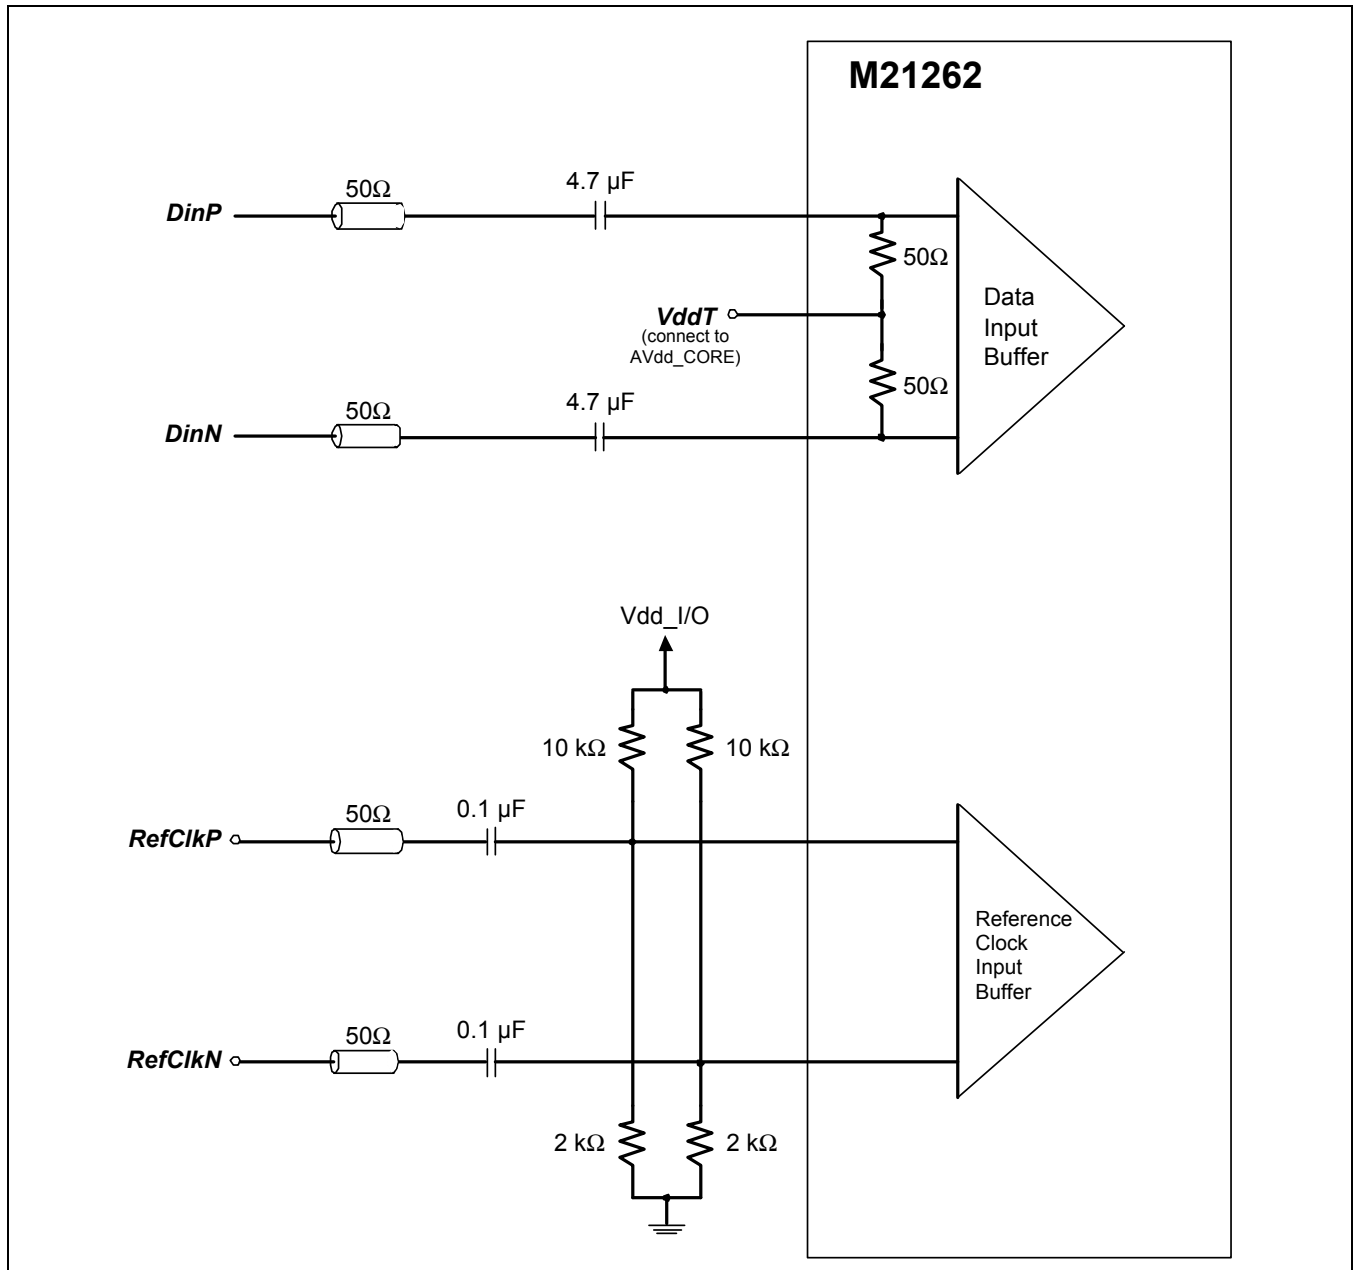 M21262
50Ω
4.7 µF
DinP
50Ω
Data
Input
Buffer
VddT
(connect to
AVdd_CORE)
50Ω
50Ω
4.7 µF
DinN
Vdd_I/O
10 kΩ
10 kΩ
50Ω
0.1 µF
RefClkP
Reference
Clock
Input
Buffer
50Ω
0.1 µF
RefClkN
2 kΩ
2 kΩ